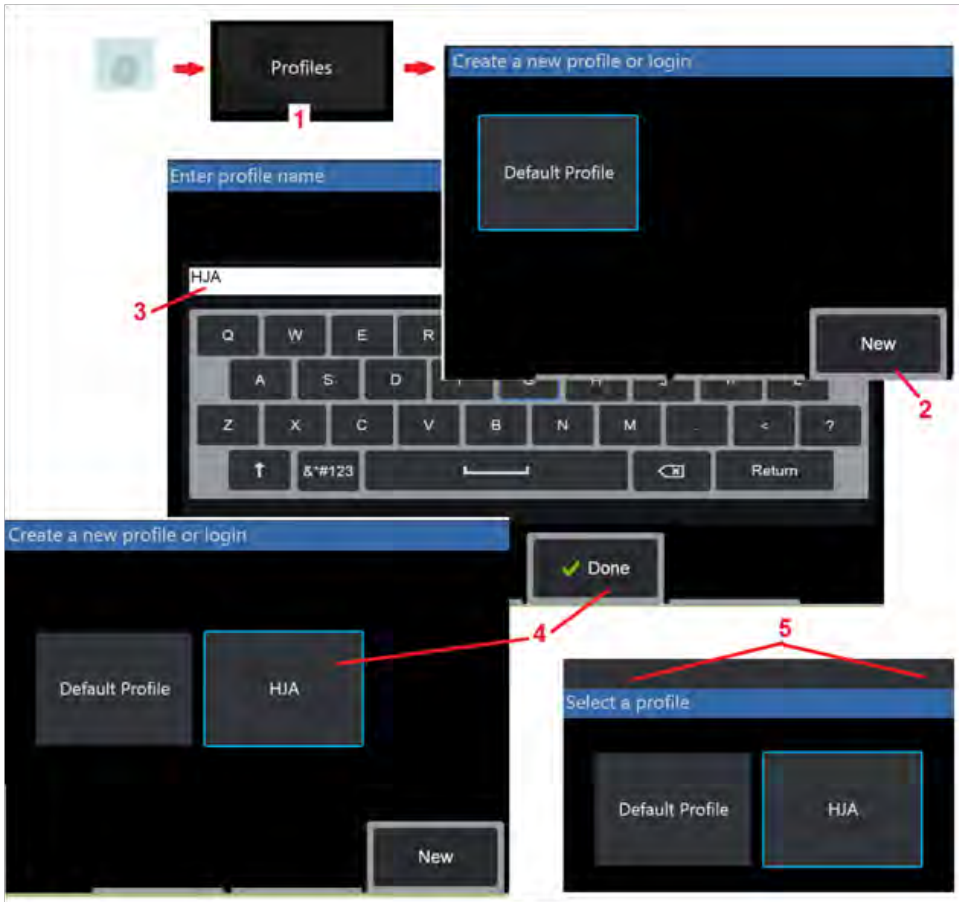 Profiles
1
Create a new profile or login
Default Profile
New
2
Enter profile name
HJA
3
Q W E R
A S D
Z X C V B N M . < ?
&*#123 Return
Done
4
Create a new profile or login
Default Profile HJA
New
5
Select a profile
Default Profile HJA